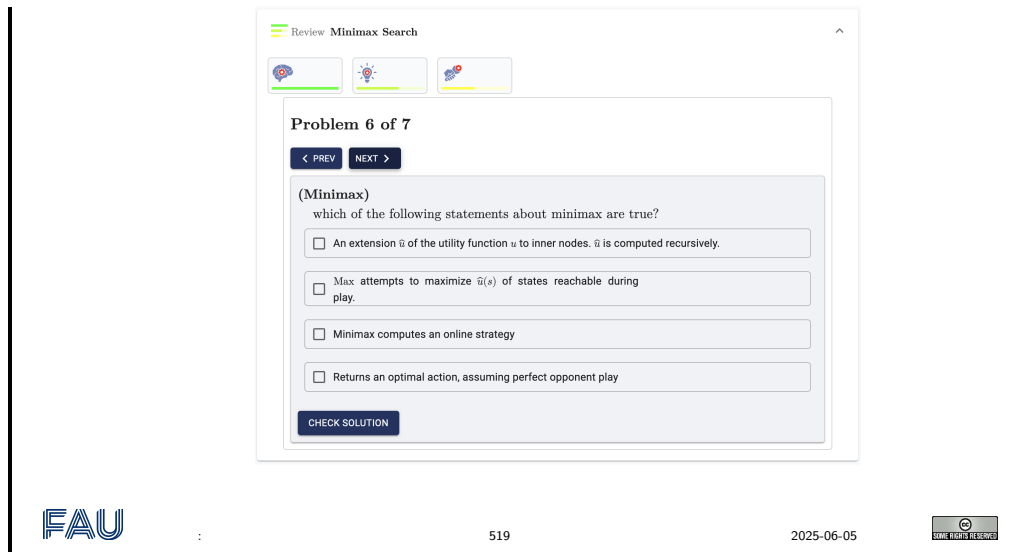 Review Minimax Search
Problem 6 of 7
PREV
NEXT
(Minimax)
which of the following statements about minimax are true?
An extension û of the utility function u to inner nodes. û is computed recursively.
Max attempts to maximize û(s) of states reachable during
play.
Minimax computes an online strategy
Returns an optimal action, assuming perfect opponent play
CHECK SOLUTION
FAU
:
519
2025-06-05
cc
SOME RIGHTS RESERVED